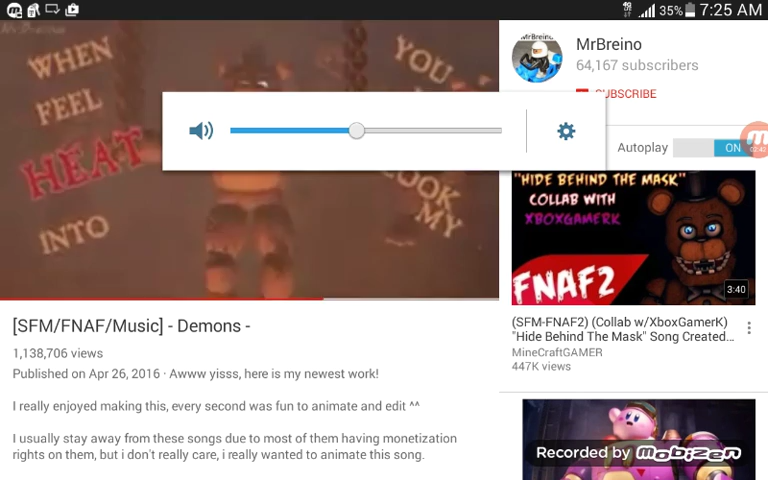 4G
35%
7:25 AM
WHEN
FEEL
HEAT
INTO
YOU
LOOK
MY
MrBreino
64,167 subscribers
SUBSCRIBE
Autoplay
ON
02:43
"HIDE BEHIND THE MASK"
COLLAB WITH
XBOXGAMERK
FNAF2
3:40
(SFM-FNAF2) (Collab w/XboxGamerK)
"Hide Behind The Mask" Song Created...
MineCraftGAMER
447K views
[SFM/FNAF/Music] - Demons -
1,138,706 views
Published on Apr 26, 2016 · Awww yisss, here is my newest work!
I really enjoyed making this, every second was fun to animate and edit ^^
I usually stay away from these songs due to most of them having monetization
rights on them, but i don't really care, i really wanted to animate this song.
Recorded by Mobizen